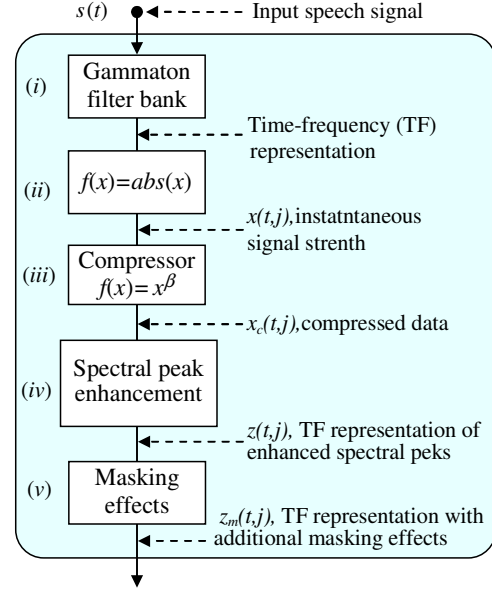 s(t)
Input speech signal
(i)
Gammaton
filter bank
Time-frequency (TF)
representation
(ii)
f(x)=abs(x)
x(t,j),instatntaneous
signal strenth
(iii)
Compressor
f(x)=x^β
x_c(t,j),compressed data
(iv)
Spectral peak
enhancement
z(t,j), TF representation of
enhanced spectral peks
(v)
Masking
effects
z_m(t,j), TF representation with
additional masking effects